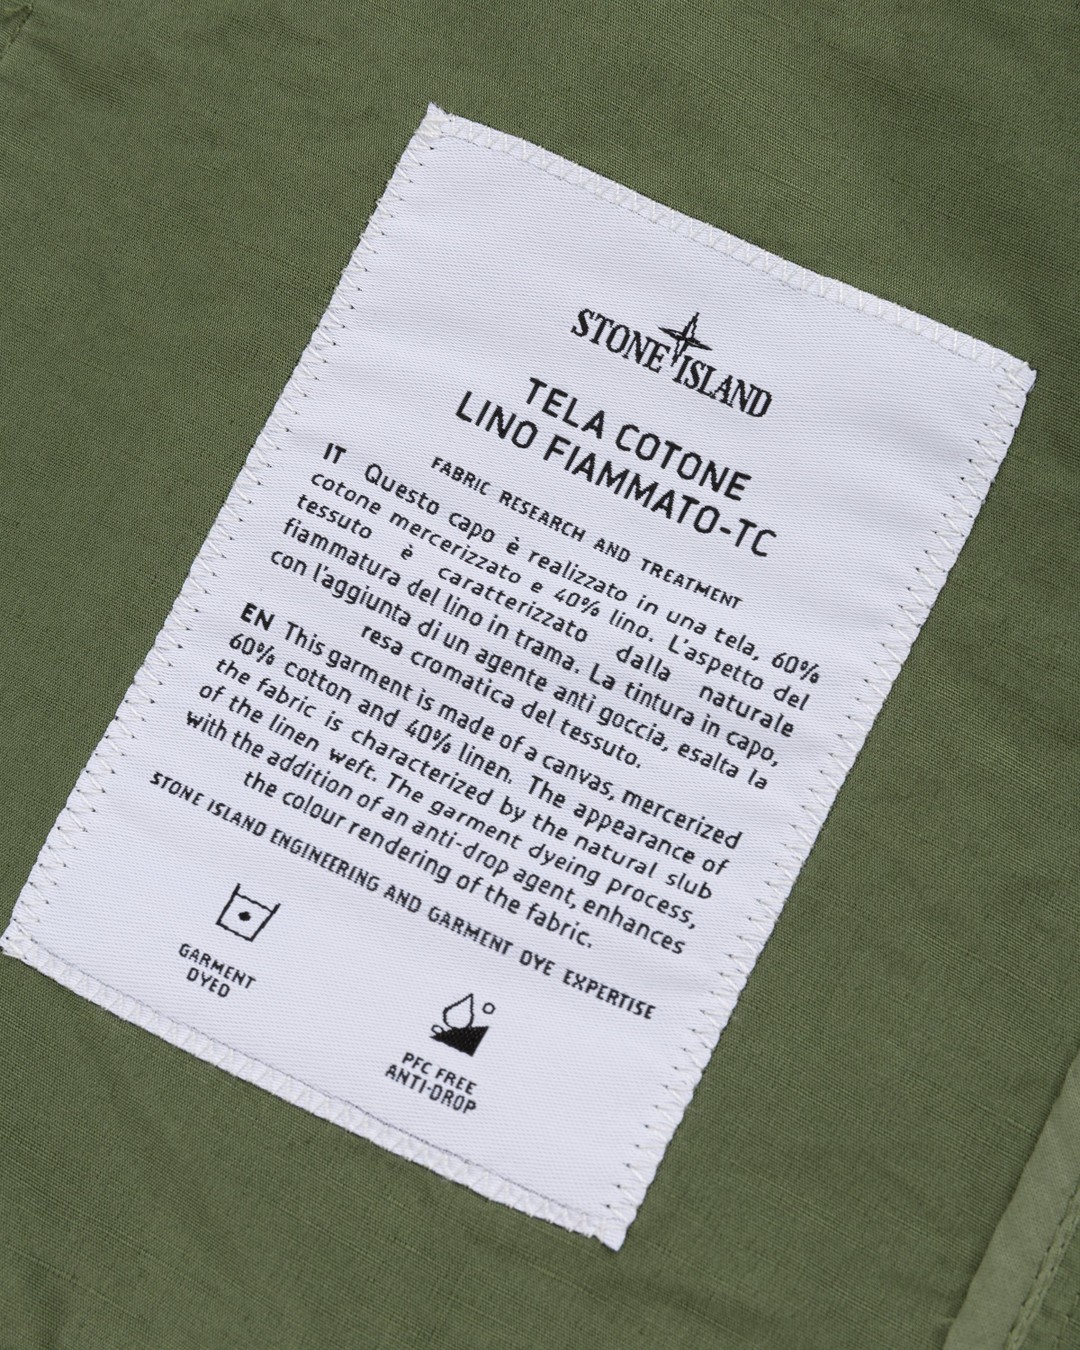 STONE ISLAND
TELA COTONE
LINO FIAMMATO-TC
FABRIC RESEARCH AND TREATMENT
IT Questo capo è realizzato in una tela, 60%
cotone mercerizzato e 40% lino. L'aspetto del
tessuto è caratterizzato dalla naturale
fiammatura del lino in trama. La tintura in capo,
con l'aggiunta di un agente anti goccia, esalta la
resa cromatica del tessuto.
EN This garment is made of a canvas, mercerized
60% cotton and 40% linen. The appearance of
the fabric is characterized by the natural slub
of the linen weft. The garment dyeing process,
with the addition of an anti-drop agent, enhances
the colour rendering of the fabric.
STONE ISLAND ENGINEERING AND GARMENT DYE EXPERTISE
GARMENT
DYED
PFC FREE
ANTI-DROP